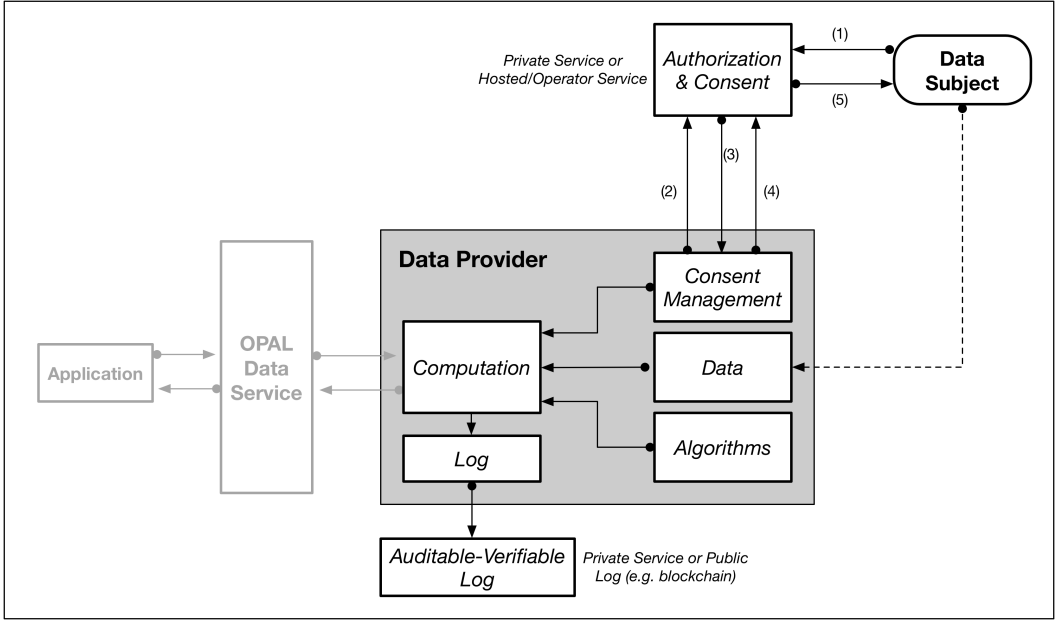 Private Service or
Hosted/Operator Service
Authorization
& Consent
(1)
(5)
Data
Subject
(2)
(3)
(4)
Data Provider
Consent
Management
Application
OPAL
Data
Service
Computation
Data
Algorithms
Log
Auditable-Verifiable
Log
Private Service or Public
Log (e.g. blockchain)